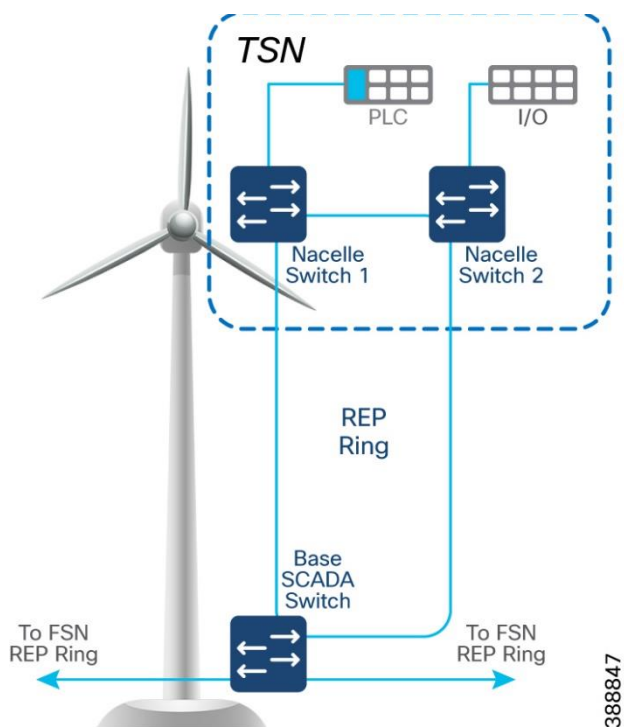 TSN
PLC
I/O
Nacelle
Switch 1
Nacelle
Switch 2
REP
Ring
Base
SCADA
Switch
To FSN
REP Ring
To FSN
REP Ring
388847